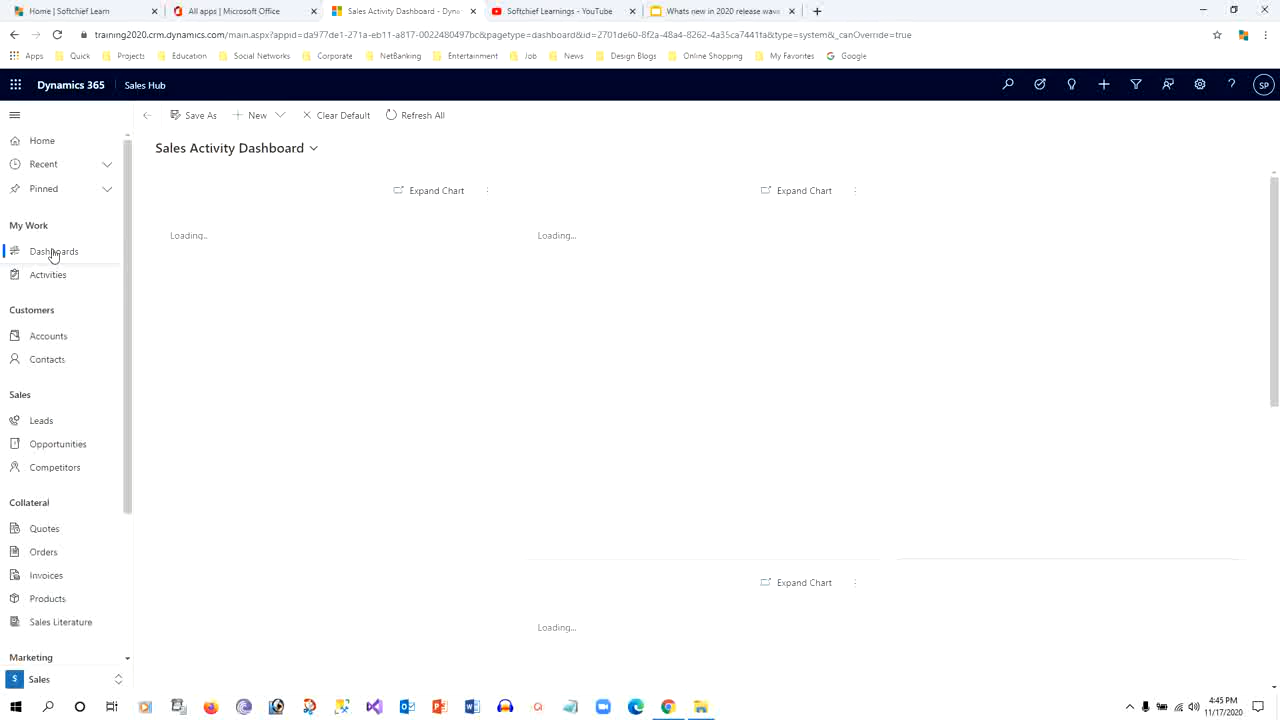 Home | Softchief Learn
All apps | Microsoft Office
Sales Activity Dashboard - Dyna
Softchief Learnings - YouTube
Whats new in 2020 release wave
training2020.crm.dynamics.com/main.aspx?appid=da977de1-271a-eb11-a817-0022480497bc&pagetype=dashboard&id=2701de60-8f2a-48a4-8262-4a35ca7441fa&type=system&_canOverride=true
Apps
Quick
Projects
Education
Social Networks
Corporate
NetBanking
Entertainment
Job
News
Design Blogs
Online Shopping
My Favorites
Google
Dynamics 365
Sales Hub
SP
Save As
New
Clear Default
Refresh All
Sales Activity Dashboard
Home
Recent
Pinned
My Work
Dashboards
Activities
Customers
Accounts
Contacts
Sales
Leads
Opportunities
Competitors
Collateral
Quotes
Orders
Invoices
Products
Sales Literature
Marketing
S
Sales
Expand Chart
Loading..
Expand Chart
Loading...
Expand Chart
Loading...
4:45 PM
11/17/2020